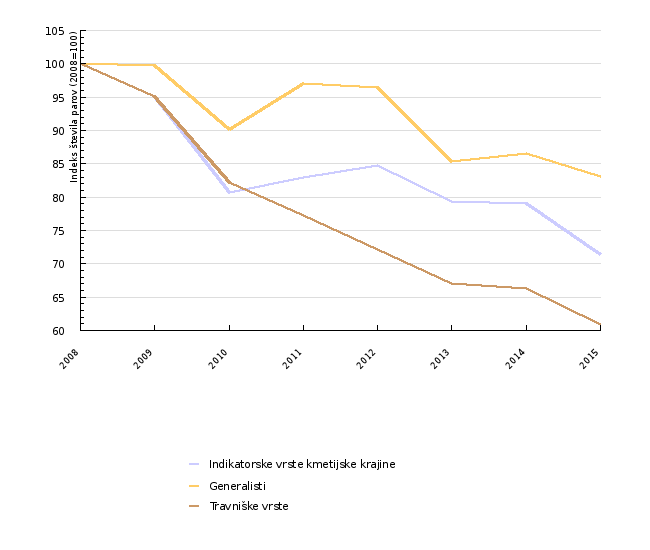 105
100
95
90
85
80
75
70
65
60
Indeks števila parov (2008=100)
2008 2009 2010 2011 2012 2013 2014 2015
Indikatorske vrste kmetijske krajine
Generalisti
Travniške vrste